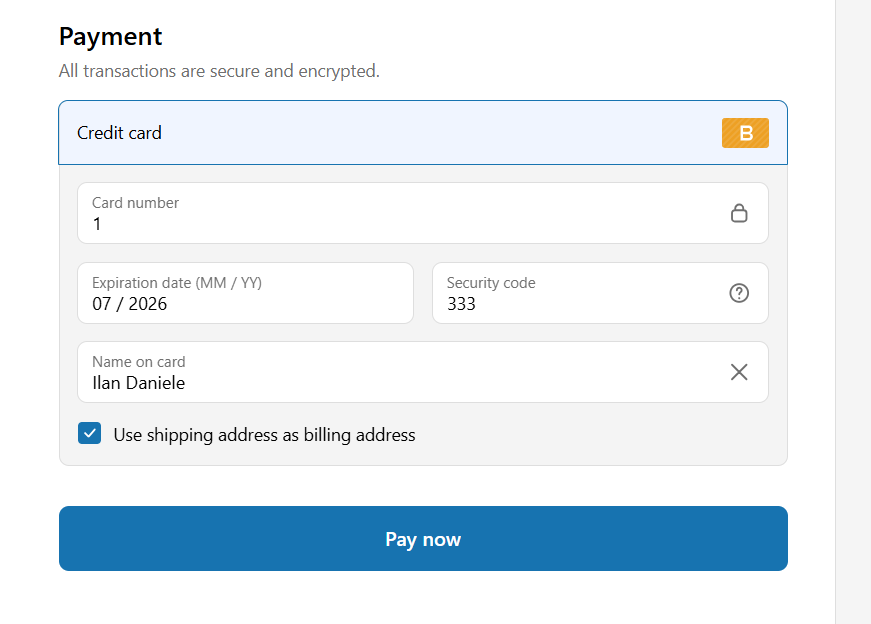 Payment
All transactions are secure and encrypted.
Credit card
B
Card number
1
Expiration date (MM / YY)
07 / 2026
Security code
333
Name on card
Ilan Daniele
Use shipping address as billing address
Pay now